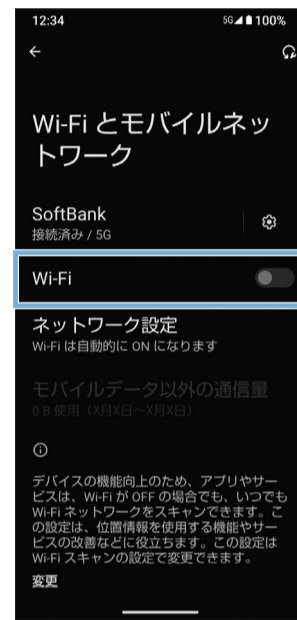 12:34
5G 100%
Wi-Fi とモバイルネッ
トワーク
SoftBank
接続済み / 5G
Wi-Fi
ネットワーク設定
Wi-Fi は自動的に ON になります
モバイルデータ以外の通信量
0 B 使用（X月X日～X月X日）
デバイスの機能向上のため、アプリやサー
ビスは、Wi-Fi が OFF の場合でも、いつでも
Wi-Fi ネットワークをスキャンできます。こ
の設定は、位置情報を使用する機能やサー
ビスの改善などに役立ちます。この設定は
Wi-Fi スキャンの設定で変更できます。
変更